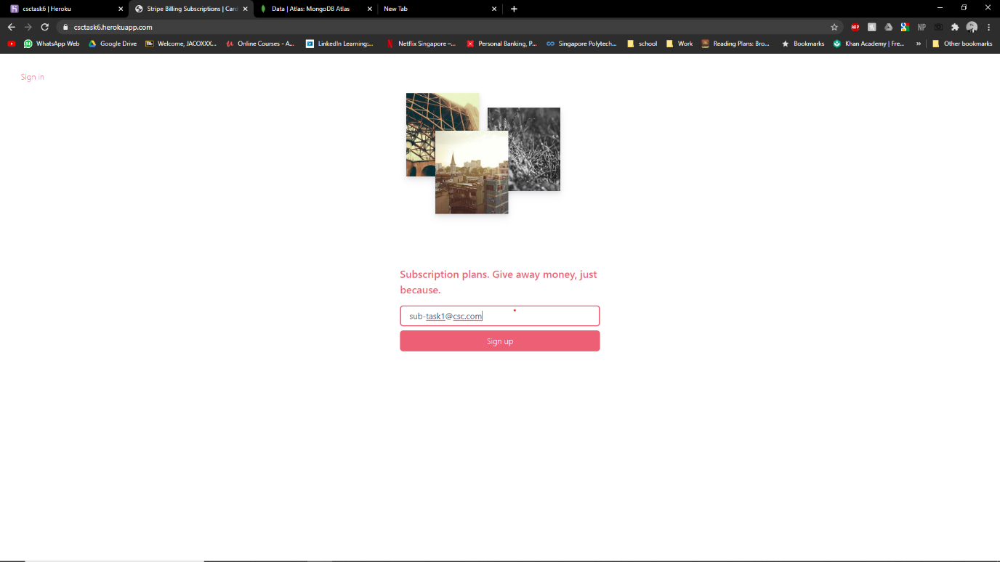 csctask6 | Heroku
Stripe Billing Subscriptions | Card
Data | Atlas: MongoDB Atlas
New Tab
csctask6.herokuapp.com
ABP
NP
WhatsApp Web
Google Drive
Welcome, JACOXXX...
Online Courses - A...
LinkedIn Learning:...
Netflix Singapore –...
Personal Banking, P...
Singapore Polytech...
school
Work
Reading Plans: Bro...
Bookmarks
Khan Academy | Fre...
»
Other bookmarks
Sign in
Subscription plans. Give away money, just
because.
sub-task1@csc.com
Sign up